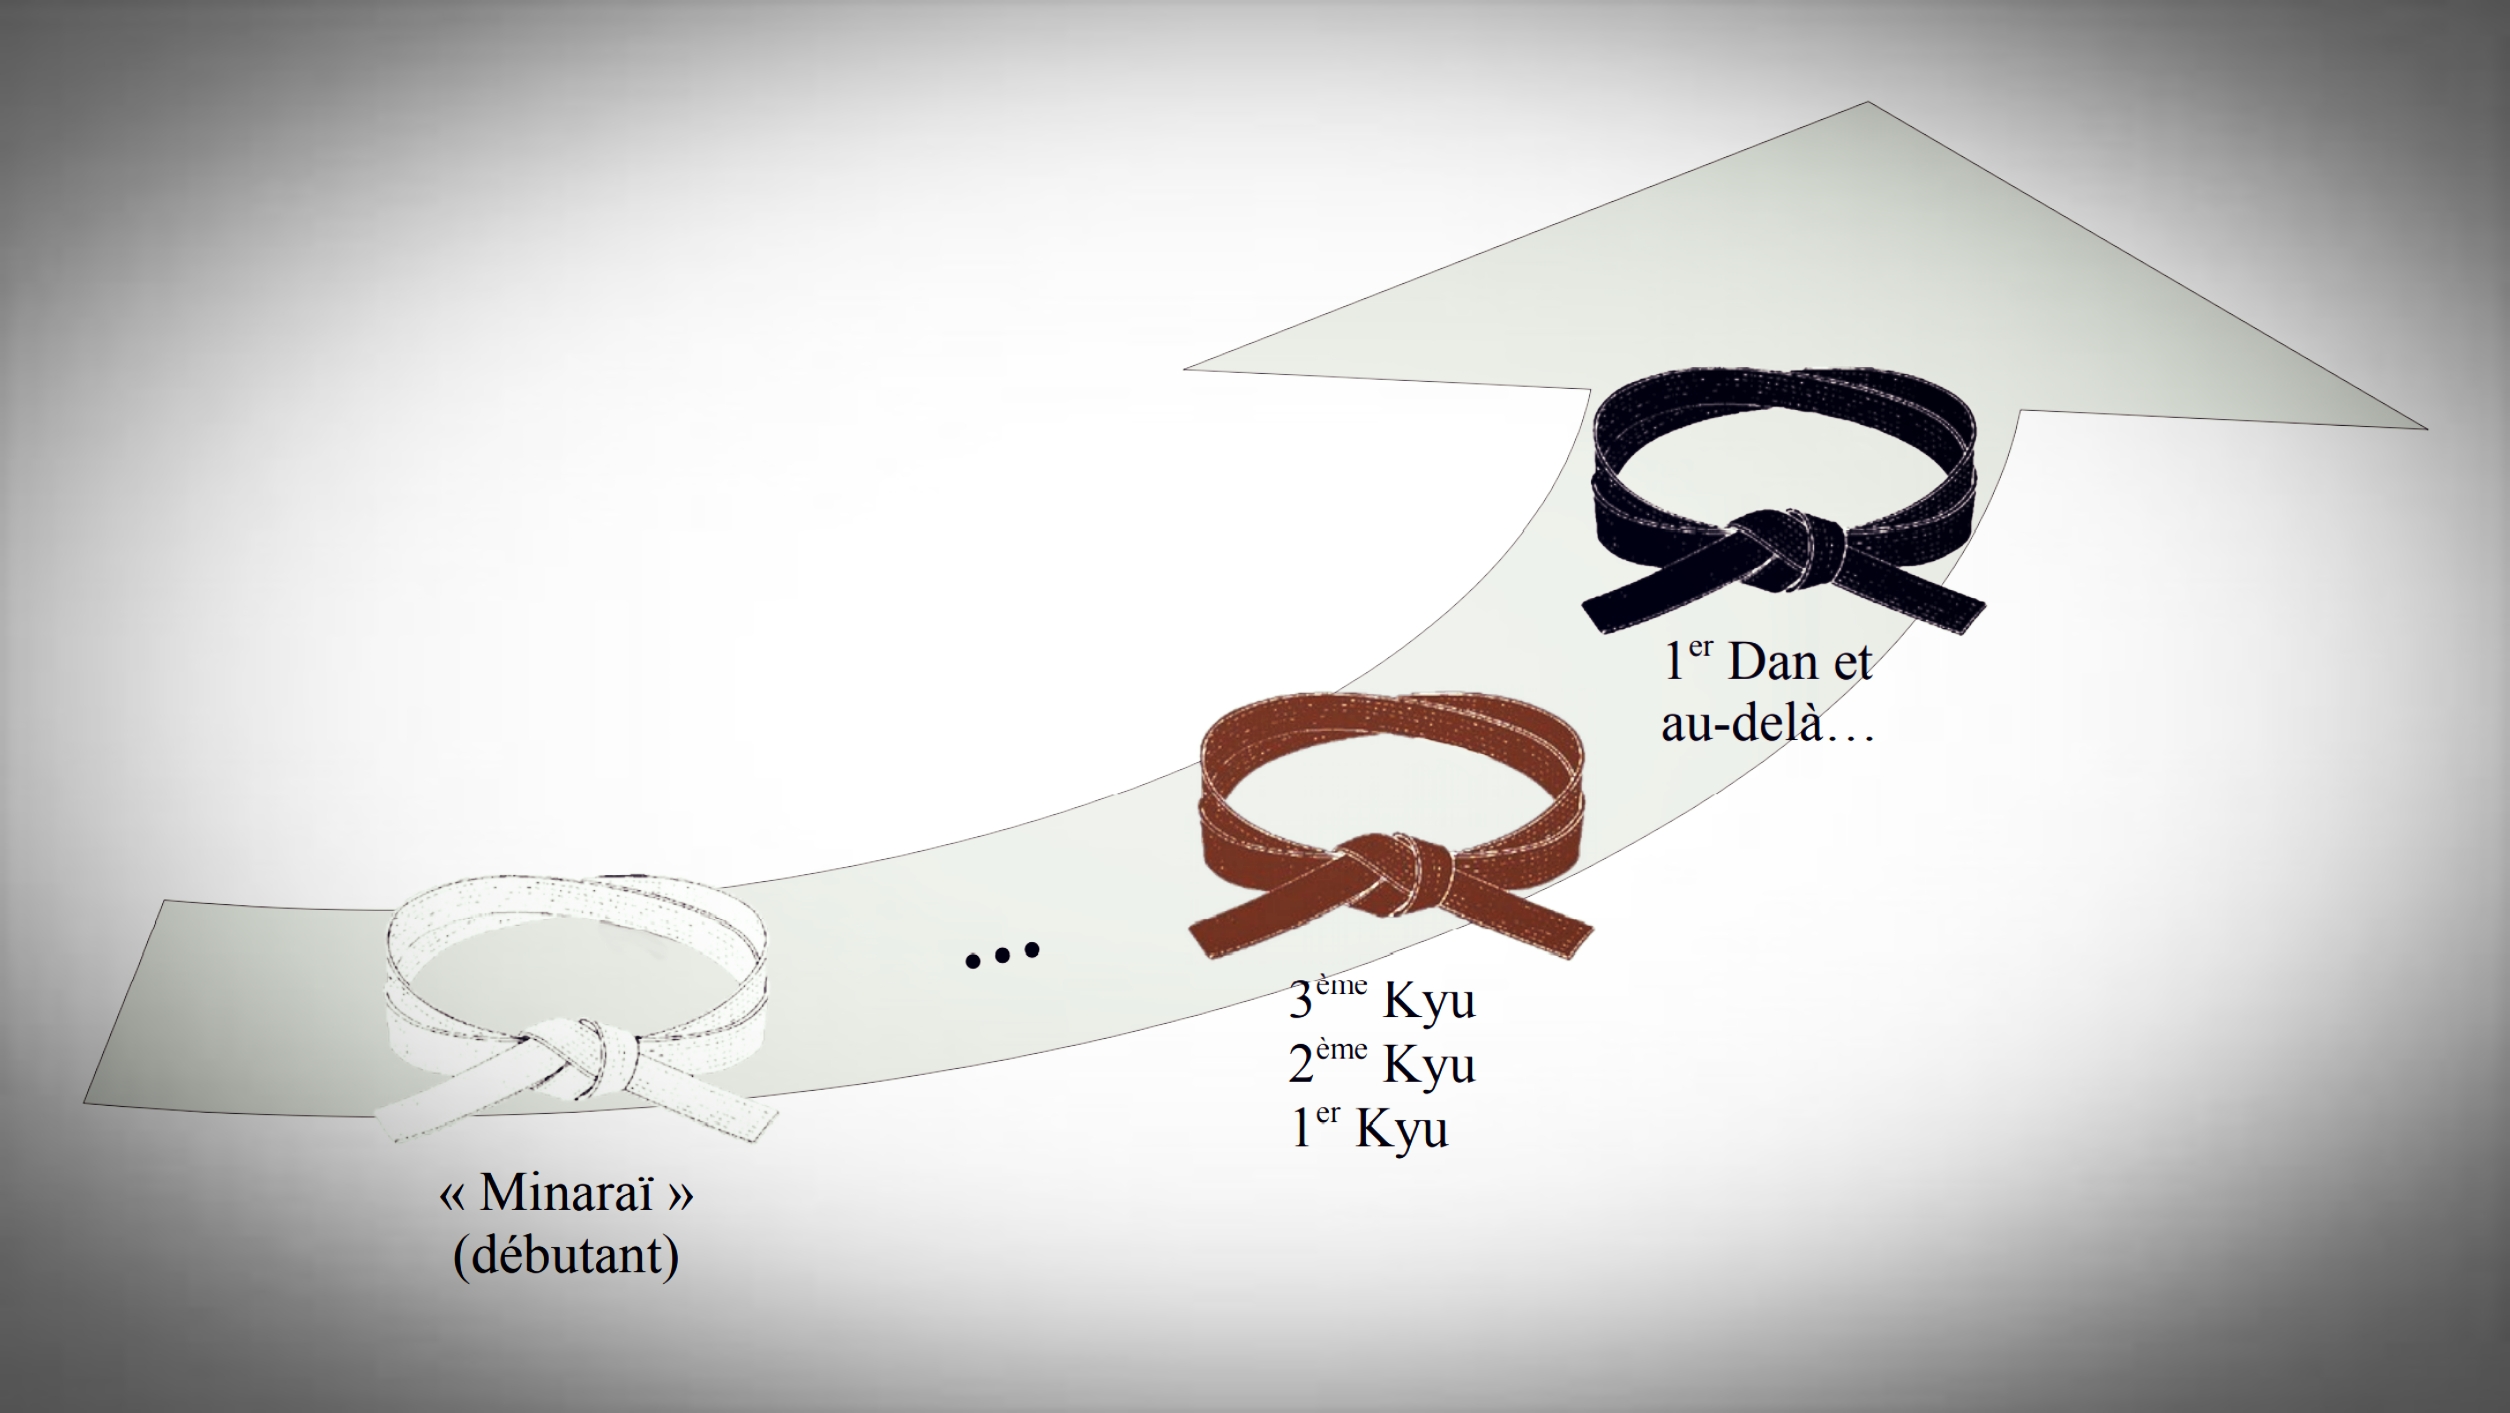 1er Dan et
au-delà…
...
3ème Kyu
2ème Kyu
1er Kyu
« Minaraï »
(débutant)